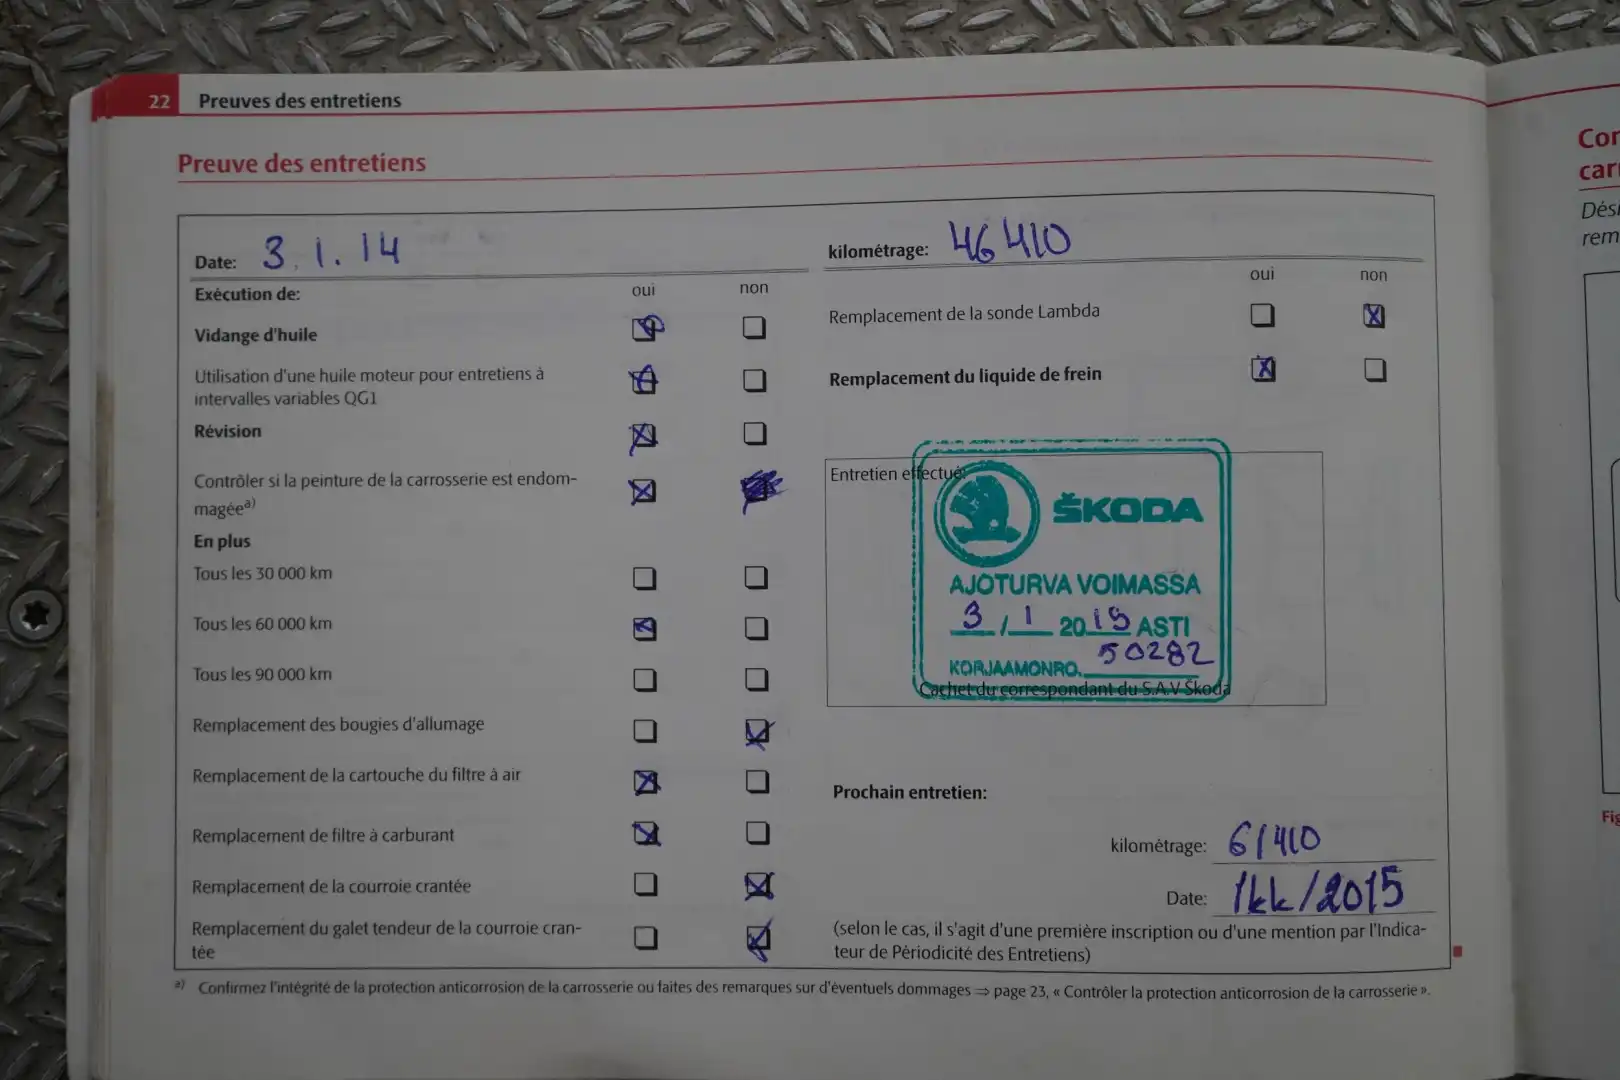 22 Preuves des entretiens
Preuve des entretiens
Date: 3.1.14
Exécution de: oui non
Vidange d'huile
Utilisation d'une huile moteur pour entretiens à
intervalles variables QG1
Révision
Contrôler si la peinture de la carrosserie est endom-
magée a)
En plus
Tous les 30 000 km
Tous les 60 000 km
Tous les 90 000 km
Remplacement des bougies d'allumage
Remplacement de la cartouche du filtre à air
Remplacement de filtre à carburant
Remplacement de la courroie crantée
Remplacement du galet tendeur de la courroie cran-
tée
kilométrage: 46 410
oui non
Remplacement de la sonde Lambda
Remplacement du liquide de frein
Entretien effectué:
ŠKODA
AJOTURVA VOIMASSA
3 / 1 2015 ASTI
KORJAAMONRO. 50282
Cachet du correspondant du S.A.V Škoda
Prochain entretien:
kilométrage: 61410
Date: 1kk/2015
(selon le cas, il s'agit d'une première inscription ou d'une mention par l'Indica-
teur de Périodicité des Entretiens)
a) Confirmez l'intégrité de la protection anticorrosion de la carrosserie ou faites des remarques sur d'éventuels dommages ⇒ page 23, « Contrôler la protection anticorrosion de la carrosserie ».